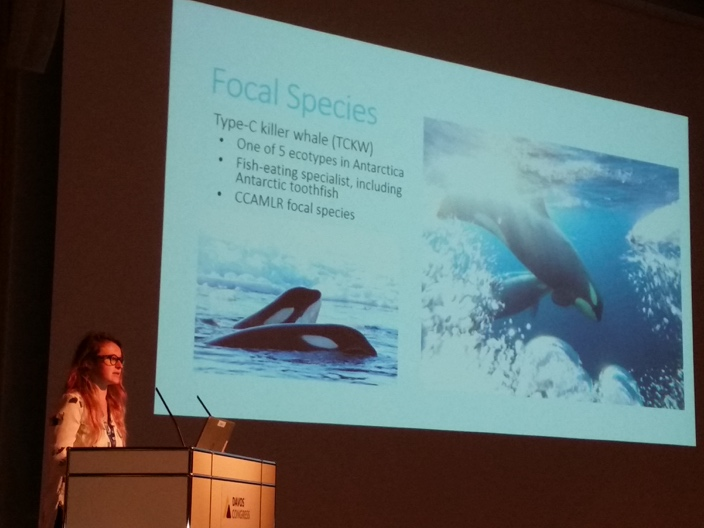 Focal Species
Type-C killer whale (TCKW)
• One of 5 ecotypes in Antarctica
• Fish-eating specialist, including
Antarctic toothfish
• CCAMLR focal species
DAVOS
CONGRESS